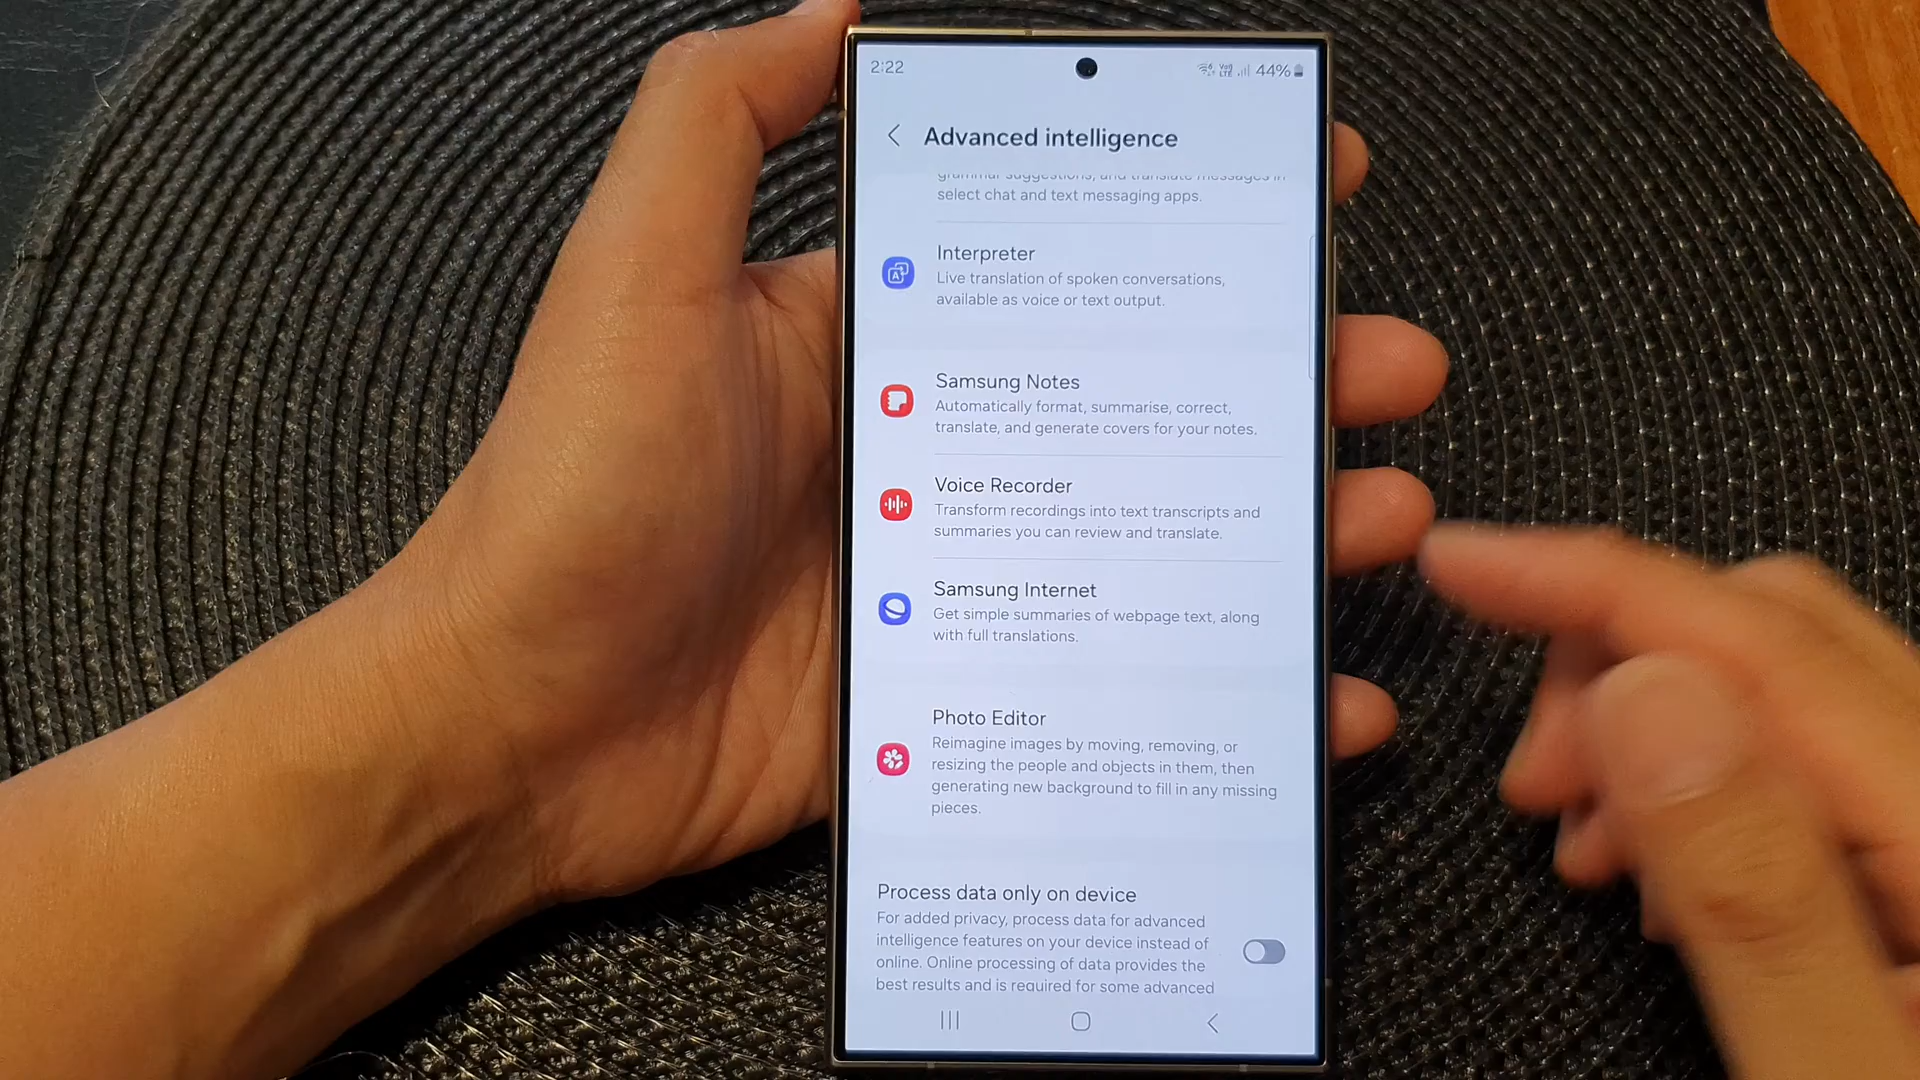 2:22
44%
Advanced intelligence
grammar suggestions, and translate messages in
select chat and text messaging apps.
Interpreter
Live translation of spoken conversations,
available as voice or text output.
Samsung Notes
Automatically format, summarise, correct,
translate, and generate covers for your notes.
Voice Recorder
Transform recordings into text transcripts and
summaries you can review and translate.
Samsung Internet
Get simple summaries of webpage text, along
with full translations.
Photo Editor
Reimagine images by moving, removing, or
resizing the people and objects in them, then
generating new background to fill in any missing
pieces.
Process data only on device
For added privacy, process data for advanced
intelligence features on your device instead of
online. Online processing of data provides the
best results and is required for some advanced